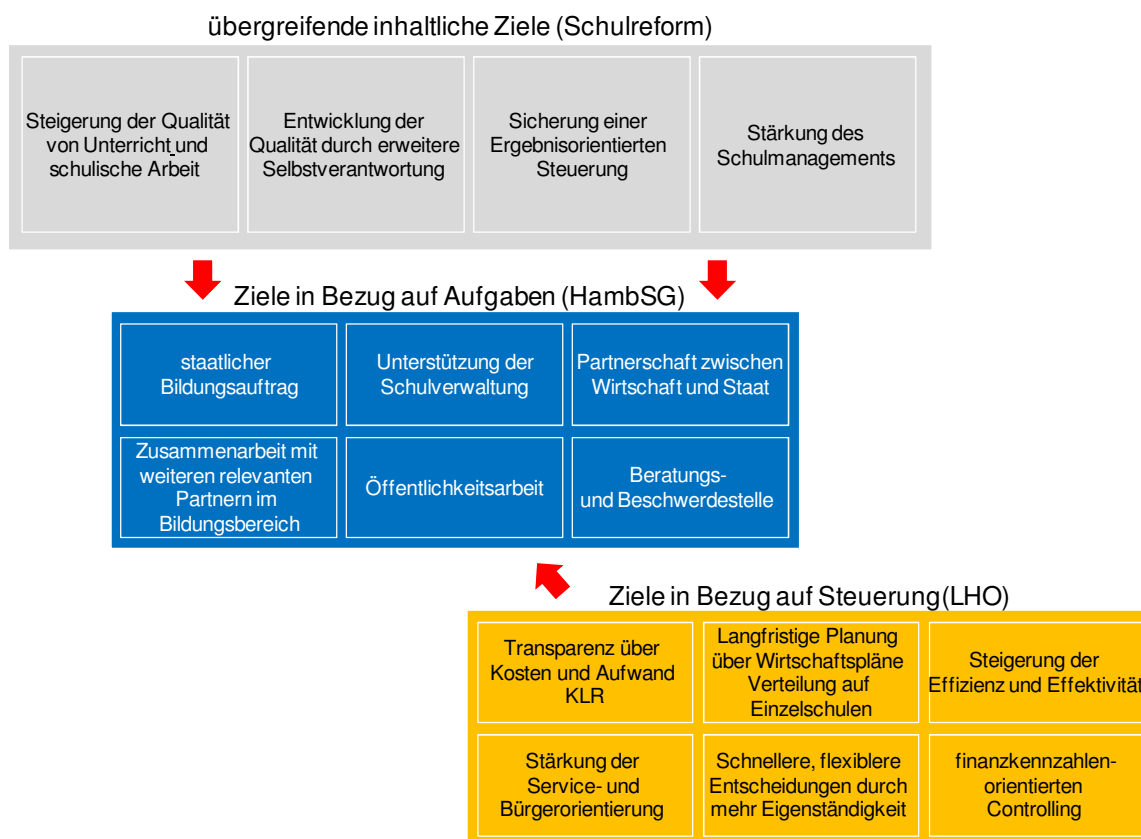 übergreifende inhaltliche Ziele (Schulreform)
Steigerung der Qualität
von Unterricht und
schulische Arbeit
Entwicklung der
Qualität durch erweitere
Selbstverantwortung
Sicherung einer
Ergebnisorientierten
Steuerung
Stärkung des
Schulmanagements
Ziele in Bezug auf Aufgaben (HambSG)
staatlicher
Bildungsauftrag
Unterstützung der
Schulverwaltung
Partnerschaft zwischen
Wirtschaft und Staat
Zusammenarbeit mit
weiteren relevanten
Partnern im
Bildungsbereich
Öffentlichkeitsarbeit
Beratungs-
und Beschwerdestelle
Ziele in Bezug auf Steuerung (LHO)
Transparenz über
Kosten und Aufwand
KLR
Langfristige Planung
über Wirtschaftspläne
Verteilung auf
Einzelschulen
Steigerung der
Effizienz und Effektivität
Stärkung der
Service- und
Bürgerorientierung
Schnellere, flexiblere
Entscheidungen durch
mehr Eigenständigkeit
finanzkennzahlen-
orientierten
Controlling